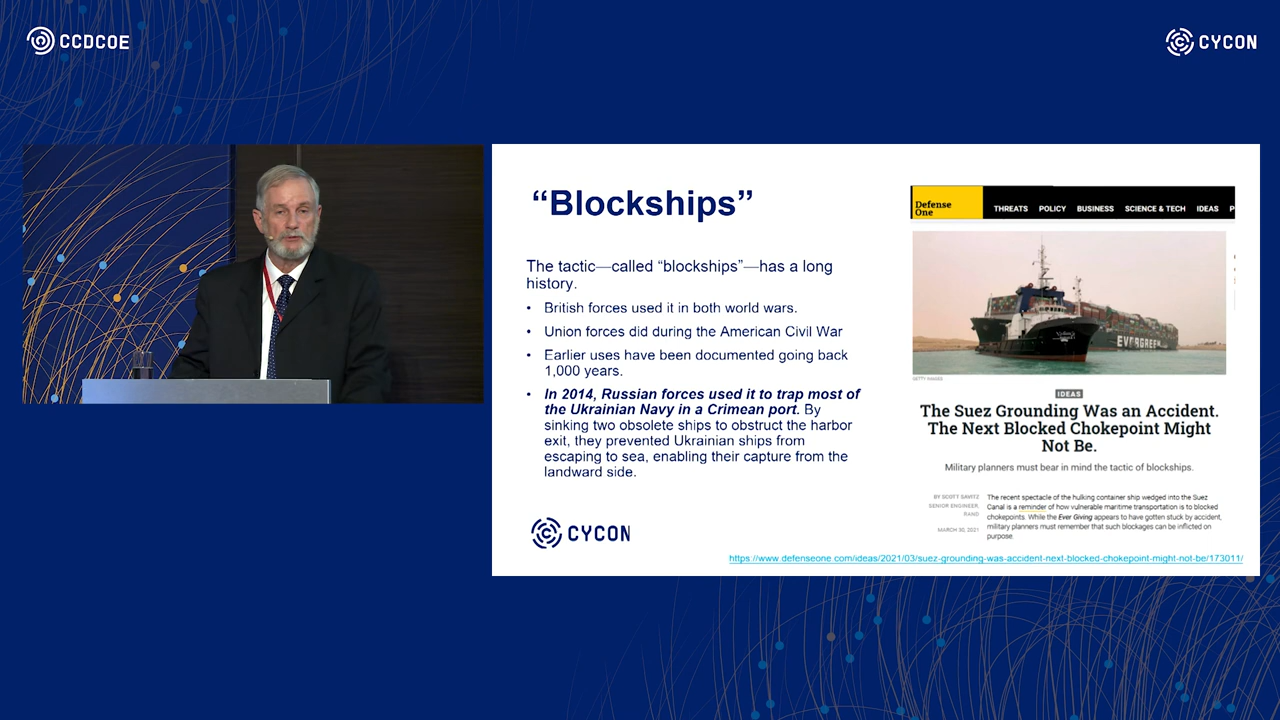 CCDCOE
CYCON
“Blockships”
The tactic—called “blockships”—has a long
history.
• British forces used it in both world wars.
• Union forces did during the American Civil War
• Earlier uses have been documented going back
1,000 years.
• In 2014, Russian forces used it to trap most of
the Ukrainian Navy in a Crimean port. By
sinking two obsolete ships to obstruct the harbor
exit, they prevented Ukrainian ships from
escaping to sea, enabling their capture from the
landward side.
CYCON
Defense
One
THREATS POLICY BUSINESS SCIENCE & TECH IDEAS P
EVERGREEN
GETTY IMAGES
IDEAS
The Suez Grounding Was an Accident.
The Next Blocked Chokepoint Might
Not Be.
Military planners must bear in mind the tactic of blockships.
BY SCOTT SAVITZ
SENIOR ENGINEER,
RAND
MARCH 30, 2021
The recent spectacle of the hulking container ship wedged into the Suez
Canal is a reminder of how vulnerable maritime transportation is to blocked
chokepoints. While the Ever Giving appears to have gotten stuck by accident,
military planners must remember that such blockages can be inflicted on
purpose.
https://www.defenseone.com/ideas/2021/03/suez-grounding-was-accident-next-blocked-chokepoint-might-not-be/173011/